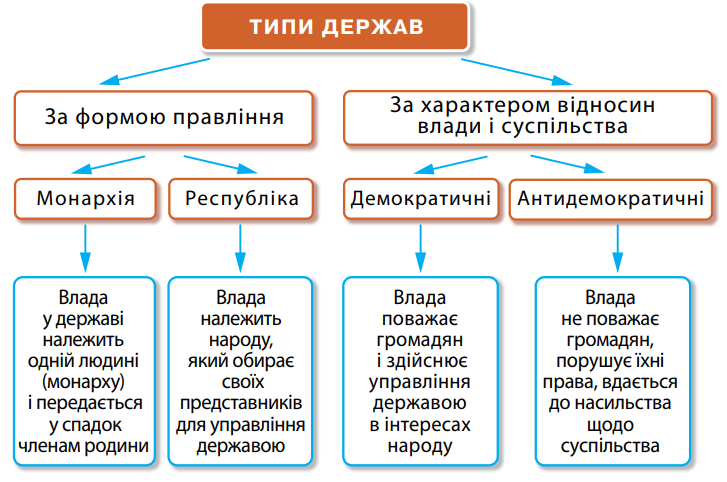 ТИПИ ДЕРЖАВ
За формою правління
За характером відносин
влади і суспільства
Монархія
Республіка
Демократичні
Антидемократичні
Влада
у державі
належить
одній людині
(монарху)
і передається
у спадок
членам родини
Влада
належить
народу,
який обирає
своїх
представників
для управління
державою
Влада
поважає
громадян
і здійснює
управління
державою
в інтересах
народу
Влада
не поважає
громадян,
порушує їхні
права, вдається
до насильства
щодо
суспільства